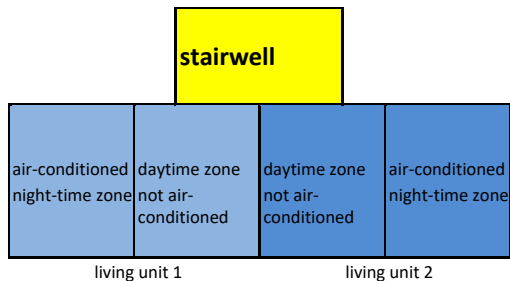 stairwell
air-conditioned
night-time zone
daytime zone
not air-
conditioned
daytime zone
not air-
conditioned
air-conditioned
night-time zone
living unit 1
living unit 2